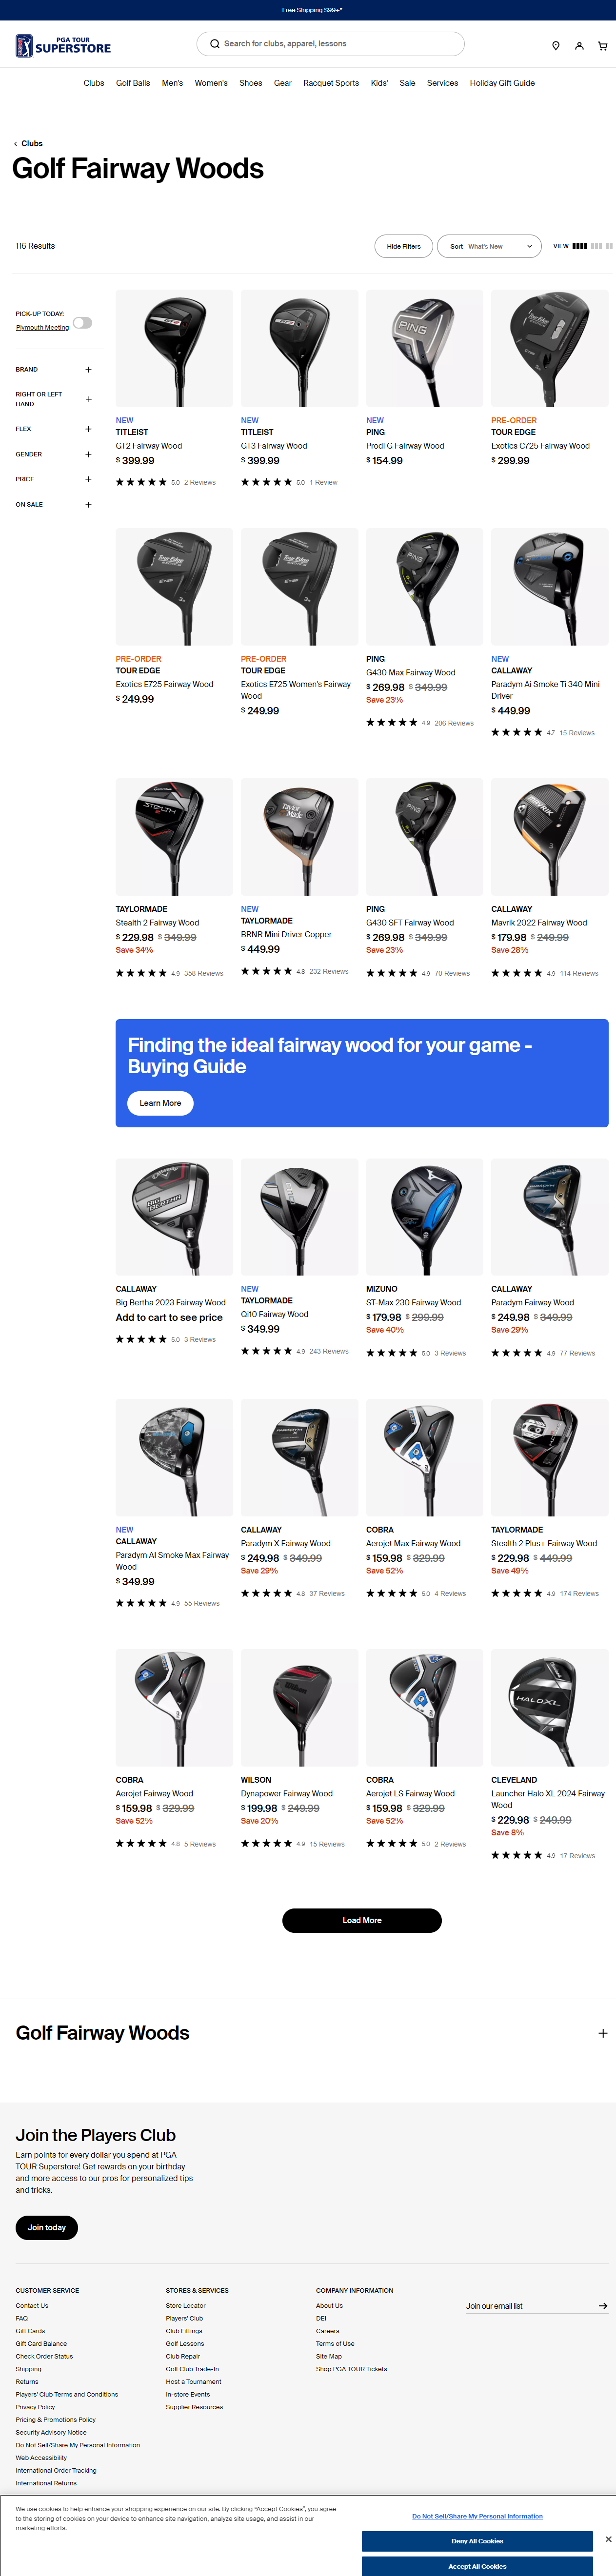 Free Shipping $99+*
PGA TOUR
SUPERSTORE
Search for clubs, apparel, lessons
Clubs Golf Balls Men's Women's Shoes Gear Racquet Sports Kids' Sale Services Holiday Gift Guide
Clubs
Golf Fairway Woods
116 Results
Hide Filters
Sort What's New
VIEW
PICK-UP TODAY:
Plymouth Meeting
BRAND
RIGHT OR LEFT
HAND
FLEX
GENDER
PRICE
ON SALE
NEW
TITLEIST
GT2 Fairway Wood
$ 399.99
5.0 2 Reviews
NEW
TITLEIST
GT3 Fairway Wood
$ 399.99
5.0 1 Review
NEW
PING
Prodi G Fairway Wood
$ 154.99
PRE-ORDER
TOUR EDGE
Exotics C725 Fairway Wood
$ 299.99
PRE-ORDER
TOUR EDGE
Exotics E725 Fairway Wood
$ 249.99
PRE-ORDER
TOUR EDGE
Exotics E725 Women's Fairway
Wood
$ 249.99
PING
G430 Max Fairway Wood
$ 269.98 $ 349.99
Save 23%
4.9 206 Reviews
NEW
CALLAWAY
Paradym Ai Smoke Ti 340 Mini
Driver
$ 449.99
4.7 15 Reviews
TAYLORMADE
Stealth 2 Fairway Wood
$ 229.98 $ 349.99
Save 34%
4.9 358 Reviews
NEW
TAYLORMADE
BRNR Mini Driver Copper
$ 449.99
4.8 232 Reviews
PING
G430 SFT Fairway Wood
$ 269.98 $ 349.99
Save 23%
4.9 70 Reviews
CALLAWAY
Mavrik 2022 Fairway Wood
$ 179.98 $ 249.99
Save 28%
4.9 114 Reviews
Finding the ideal fairway wood for your game -
Buying Guide
Learn More
CALLAWAY
Big Bertha 2023 Fairway Wood
Add to cart to see price
5.0 3 Reviews
NEW
TAYLORMADE
Qi10 Fairway Wood
$ 349.99
4.9 243 Reviews
MIZUNO
ST-Max 230 Fairway Wood
$ 179.98 $ 299.99
Save 40%
5.0 3 Reviews
CALLAWAY
Paradym Fairway Wood
$ 249.98 $ 349.99
Save 29%
4.9 77 Reviews
NEW
CALLAWAY
Paradym AI Smoke Max Fairway
Wood
$ 349.99
4.9 55 Reviews
CALLAWAY
Paradym X Fairway Wood
$ 249.98 $ 349.99
Save 29%
4.8 37 Reviews
COBRA
Aerojet Max Fairway Wood
$ 159.98 $ 329.99
Save 52%
5.0 4 Reviews
TAYLORMADE
Stealth 2 Plus+ Fairway Wood
$ 229.98 $ 449.99
Save 49%
4.9 174 Reviews
COBRA
Aerojet Fairway Wood
$ 159.98 $ 329.99
Save 52%
4.8 5 Reviews
WILSON
Dynapower Fairway Wood
$ 199.98 $ 249.99
Save 20%
4.9 15 Reviews
COBRA
Aerojet LS Fairway Wood
$ 159.98 $ 329.99
Save 52%
5.0 2 Reviews
CLEVELAND
Launcher Halo XL 2024 Fairway
Wood
$ 229.98 $ 249.99
Save 8%
4.9 17 Reviews
Load More
Golf Fairway Woods
Join the Players Club
Earn points for every dollar you spend at PGA
TOUR Superstore! Get rewards on your birthday
and more access to our pros for personalized tips
and tricks.
Join today
CUSTOMER SERVICE
Contact Us
FAQ
Gift Cards
Gift Card Balance
Check Order Status
Shipping
Returns
Players' Club Terms and Conditions
Privacy Policy
Pricing & Promotions Policy
Security Advisory Notice
Do Not Sell/Share My Personal Information
Web Accessibility
International Order Tracking
International Returns
STORES & SERVICES
Store Locator
Players' Club
Club Fittings
Golf Lessons
Club Repair
Golf Club Trade-In
Host a Tournament
In-store Events
Supplier Resources
COMPANY INFORMATION
About Us
DEI
Careers
Terms of Use
Site Map
Shop PGA TOUR Tickets
Join our email list
We use cookies to help enhance your shopping experience on our site. By clicking "Accept Cookies", you agree
to the storing of cookies on your device to enhance site navigation, analyze site usage, and assist in our
marketing efforts.
Do Not Sell/Share My Personal Information
Deny All Cookies
Accept All Cookies